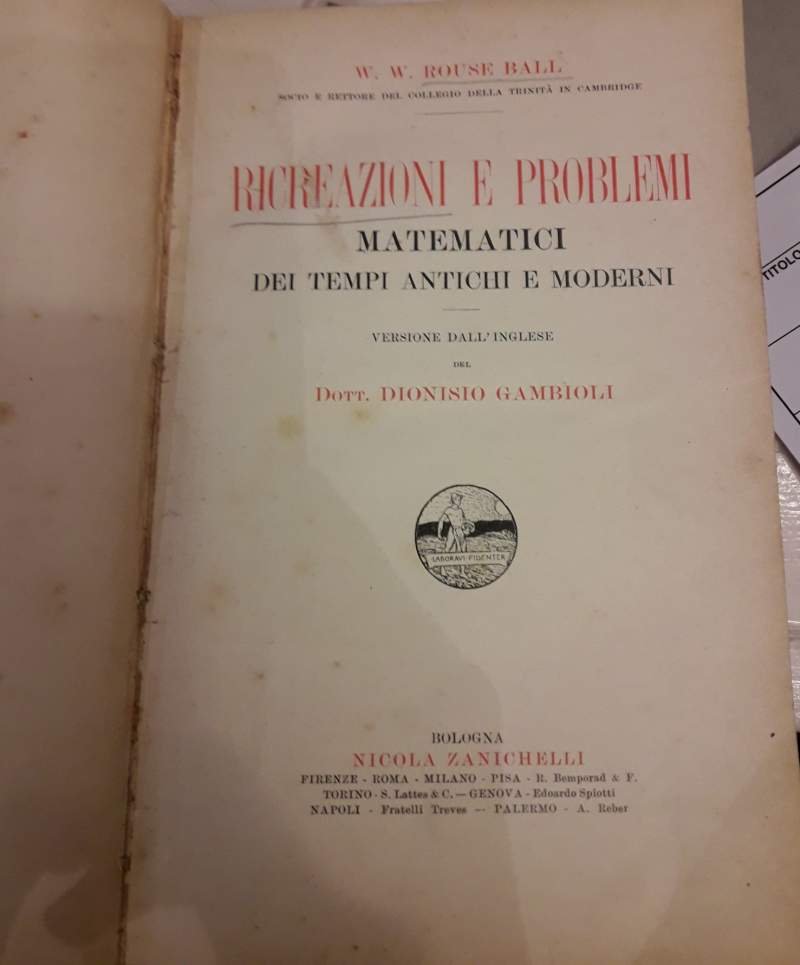 W. W. ROUSE BALL
SOCIO E RETTORE DEL COLLEGIO DELLA TRINITÀ IN CAMBRIDGE
RICREAZIONI E PROBLEMI
MATEMATICI
DEI TEMPI ANTICHI E MODERNI
VERSIONE DALL'INGLESE
DEL
DOTT. DIONISIO GAMBIOLI
LABORAVI FIDENTER
BOLOGNA
NICOLA ZANICHELLI
FIRENZE - ROMA - MILANO - PISA - R. Bemporad & F.
TORINO - S. Lattes & C. — GENOVA - Edoardo Spiotti
NAPOLI - Fratelli Treves — PALERMO - A. Reber
TITOLO